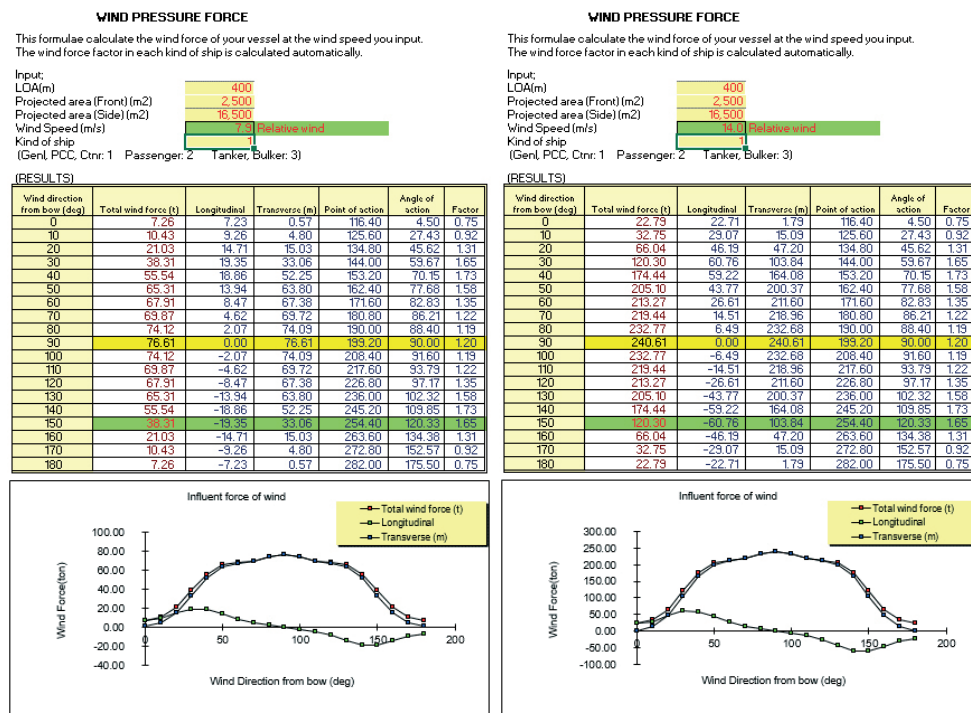 WIND PRESSURE FORCE
This formulae calculate the wind force of your vessel at the wind speed you input.
The wind force factor in each kind of ship is calculated automatically.
Input;
LOA(m) 400
Projected area (Front) (m2) 2,500
Projected area (Side) (m2) 16,500
Wind Speed (m/s) 7.9 Relative wind
Kind of ship 1
(Genl, PCC, Ctnr: 1 Passenger: 2 Tanker, Bulker: 3)
(RESULTS)
Wind direction from bow (deg) Total wind force (t) Longitudinal Transverse (m) Point of action Angle of action Factor
0 7.26 7.23 0.57 116.40 4.50 0.75
10 10.43 9.26 4.80 125.60 27.43 0.92
20 21.03 14.71 15.03 134.80 45.62 1.31
30 38.31 19.35 33.06 144.00 59.67 1.65
40 55.54 18.86 52.25 153.20 70.15 1.73
50 65.31 13.94 63.80 162.40 77.68 1.58
60 67.91 8.47 67.38 171.60 82.83 1.35
70 69.87 4.62 69.72 180.80 86.21 1.22
80 74.12 2.07 74.09 190.00 88.40 1.19
90 76.61 0.00 76.61 199.20 90.00 1.20
100 74.12 -2.07 74.09 208.40 91.60 1.19
110 69.87 -4.62 69.72 217.60 93.79 1.22
120 67.91 -8.47 67.38 226.80 97.17 1.35
130 65.31 -13.94 63.80 236.00 102.32 1.58
140 55.54 -18.86 52.25 245.20 109.85 1.73
150 38.31 -19.35 33.06 254.40 120.33 1.65
160 21.03 -14.71 15.03 263.60 134.38 1.31
170 10.43 -9.26 4.80 272.80 152.57 0.92
180 7.26 -7.23 0.57 282.00 175.50 0.75
Influent force of wind
Total wind force (t)
Longitudinal
Transverse (m)
Wind Force(ton)
100.00
80.00
60.00
40.00
20.00
0.00
-20.00
-40.00
0 50 100 150 200
Wind Direction from bow (deg)
WIND PRESSURE FORCE
This formulae calculate the wind force of your vessel at the wind speed you input.
The wind force factor in each kind of ship is calculated automatically.
Input;
LOA(m) 400
Projected area (Front) (m2) 2,500
Projected area (Side) (m2) 16,500
Wind Speed (m/s) 14.0 Relative wind
Kind of ship 1
(Genl, PCC, Ctnr: 1 Passenger: 2 Tanker, Bulker: 3)
(RESULTS)
Wind direction from bow (deg) Total wind force (t) Longitudinal Transverse (m) Point of action Angle of action Factor
0 22.79 22.71 1.79 116.40 4.50 0.75
10 32.75 29.07 15.09 125.60 27.43 0.92
20 66.04 46.19 47.20 134.80 45.62 1.31
30 120.30 60.76 103.84 144.00 59.67 1.65
40 174.44 59.22 164.08 153.20 70.15 1.73
50 205.10 43.77 200.37 162.40 77.68 1.58
60 213.27 26.61 211.60 171.60 82.83 1.35
70 219.44 14.51 218.96 180.80 86.21 1.22
80 232.77 6.49 232.68 190.00 88.40 1.19
90 240.61 0.00 240.61 199.20 90.00 1.20
100 232.77 -6.49 232.68 208.40 91.60 1.19
110 219.44 -14.51 218.96 217.60 93.79 1.22
120 213.27 -26.61 211.60 226.80 97.17 1.35
130 205.10 -43.77 200.37 236.00 102.32 1.58
140 174.44 -59.22 164.08 245.20 109.85 1.73
150 120.30 -60.76 103.84 254.40 120.33 1.65
160 66.04 -46.19 47.20 263.60 134.38 1.31
170 32.75 -29.07 15.09 272.80 152.57 0.92
180 22.79 -22.71 1.79 282.00 175.50 0.75
Influent force of wind
Total wind force (t)
Longitudinal
Transverse (m)
Wind Force(ton)
300.00
250.00
200.00
150.00
100.00
50.00
0.00
-50.00
-100.00
0 50 100 150 200
Wind Direction from bow (deg)